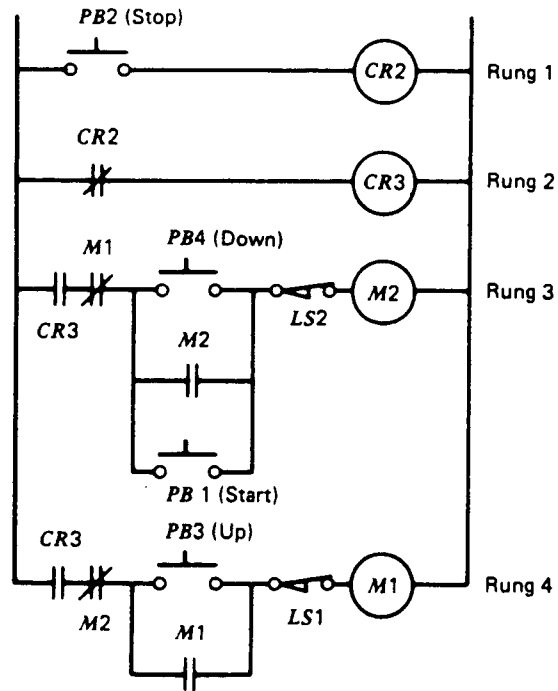 PB2 (Stop)
CR2
Rung 1
CR2
CR3
Rung 2
M1
PB4 (Down)
M2
Rung 3
CR3
LS2
M2
PB 1 (Start)
CR3
PB3 (Up)
M1
Rung 4
M2
M1
LS1